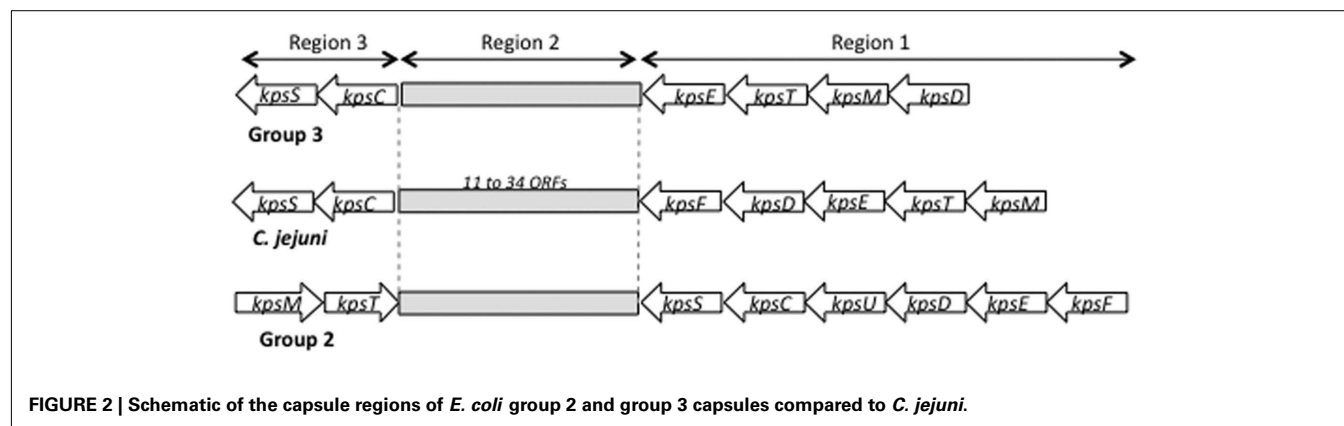 Region 3 Region 2 Region 1
kpsS kpsC kpsE kpsT kpsM kpsD
Group 3
11 to 34 ORFs
kpsS kpsC kpsF kpsD kpsE kpsT kpsM
C. jejuni
kpsM kpsT kpsS kpsC kpsU kpsD kpsE kpsF
Group 2
FIGURE 2 | Schematic of the capsule regions of E. coli group 2 and group 3 capsules compared to C. jejuni.